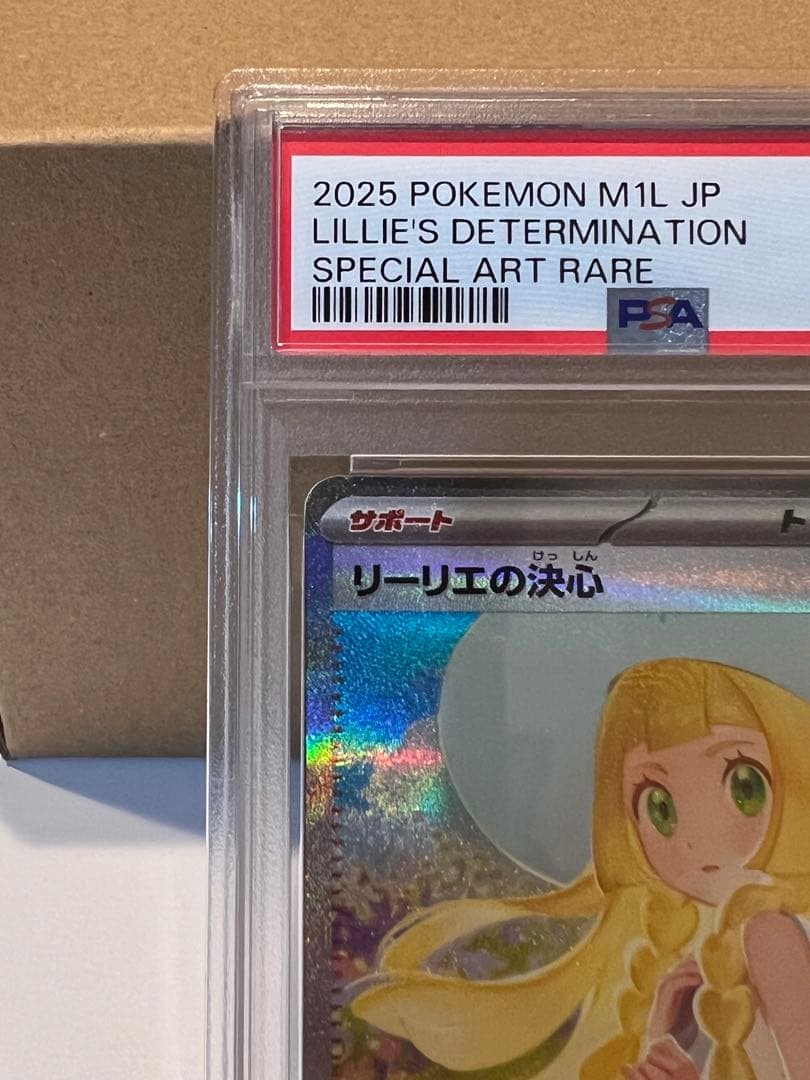 2025 POKEMON M1L JP
LILLIE'S DETERMINATION
SPECIAL ART RARE
PSA
サポート
ト
けっしん
リーリエの決心